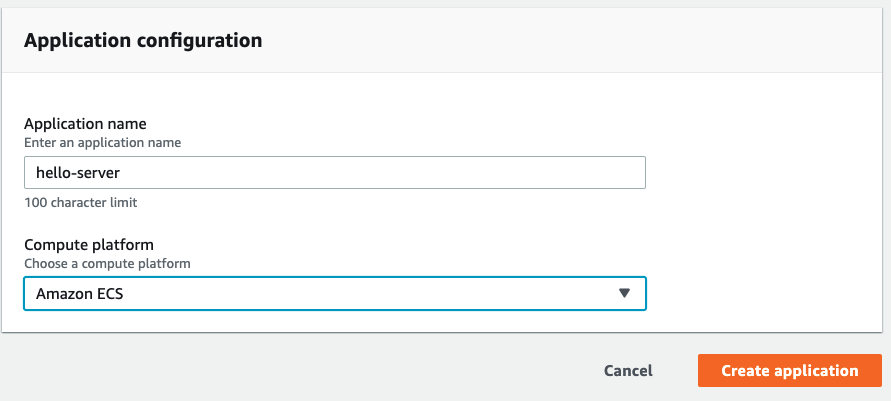 Application configuration
Application name
Enter an application name
hello-server
100 character limit
Compute platform
Choose a compute platform
Amazon ECS
Cancel
Create application